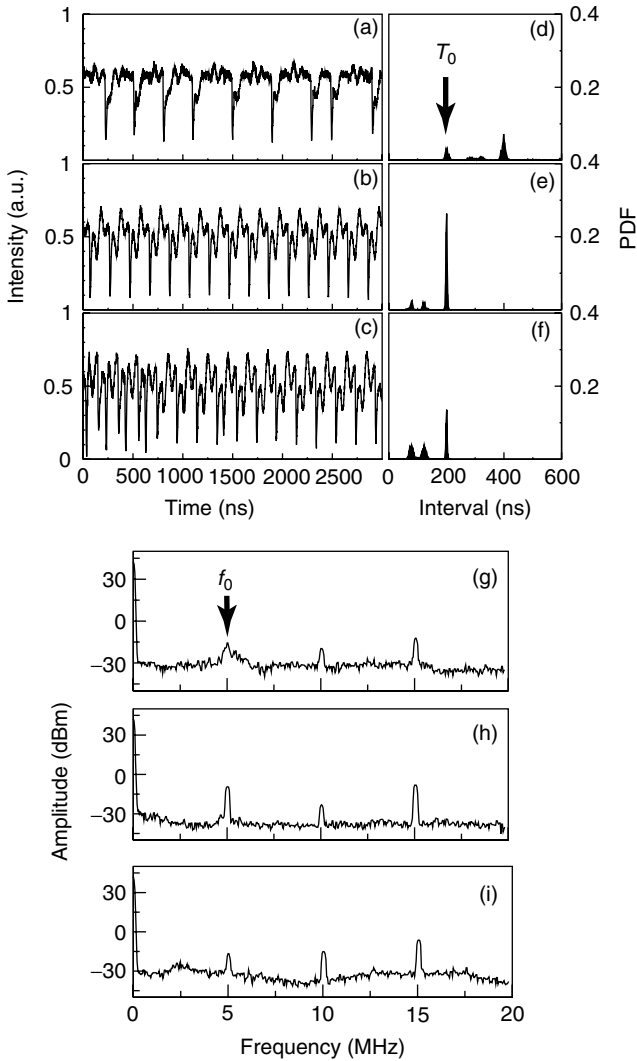 1 (a) (d) 0.4
T0
0.5 0.2
1 (b) (e) 0.4
Intensity (a.u.) 0.5 0.2 PDF
1 (c) (f) 0.4
0.5 0.2
0
0 500 1000 1500 2000 2500 0 200 400 600
Time (ns) Interval (ns)
30 f0 (g)
0
−30
30 (h)
Amplitude (dBm) 0
−30
30 (i)
0
−30
0 5 10 15 20
Frequency (MHz)